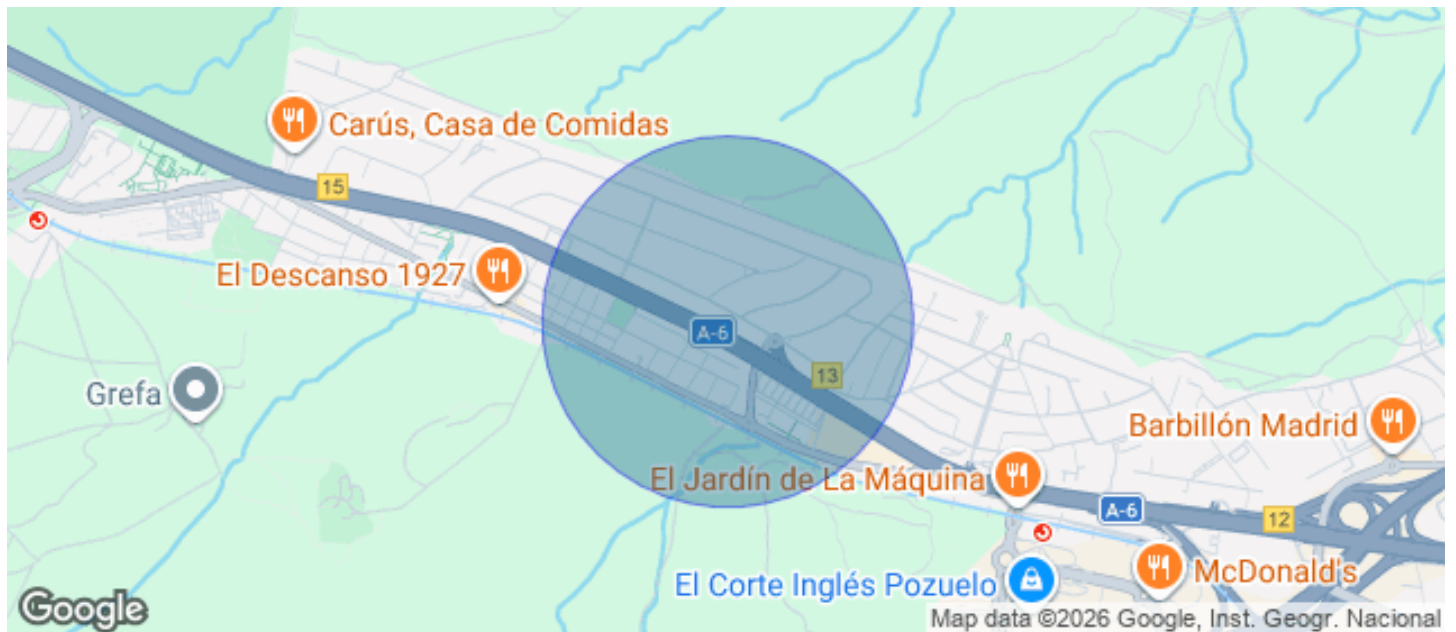 Carús, Casa de Comidas
15
El Descanso 1927
A-6
13
Grefa
Barbillón Madrid
El Jardín de La Máquina
A-6
12
El Corte Inglés Pozuelo
McDonald's
Google
Map data ©2026 Google, Inst. Geogr. Nacional